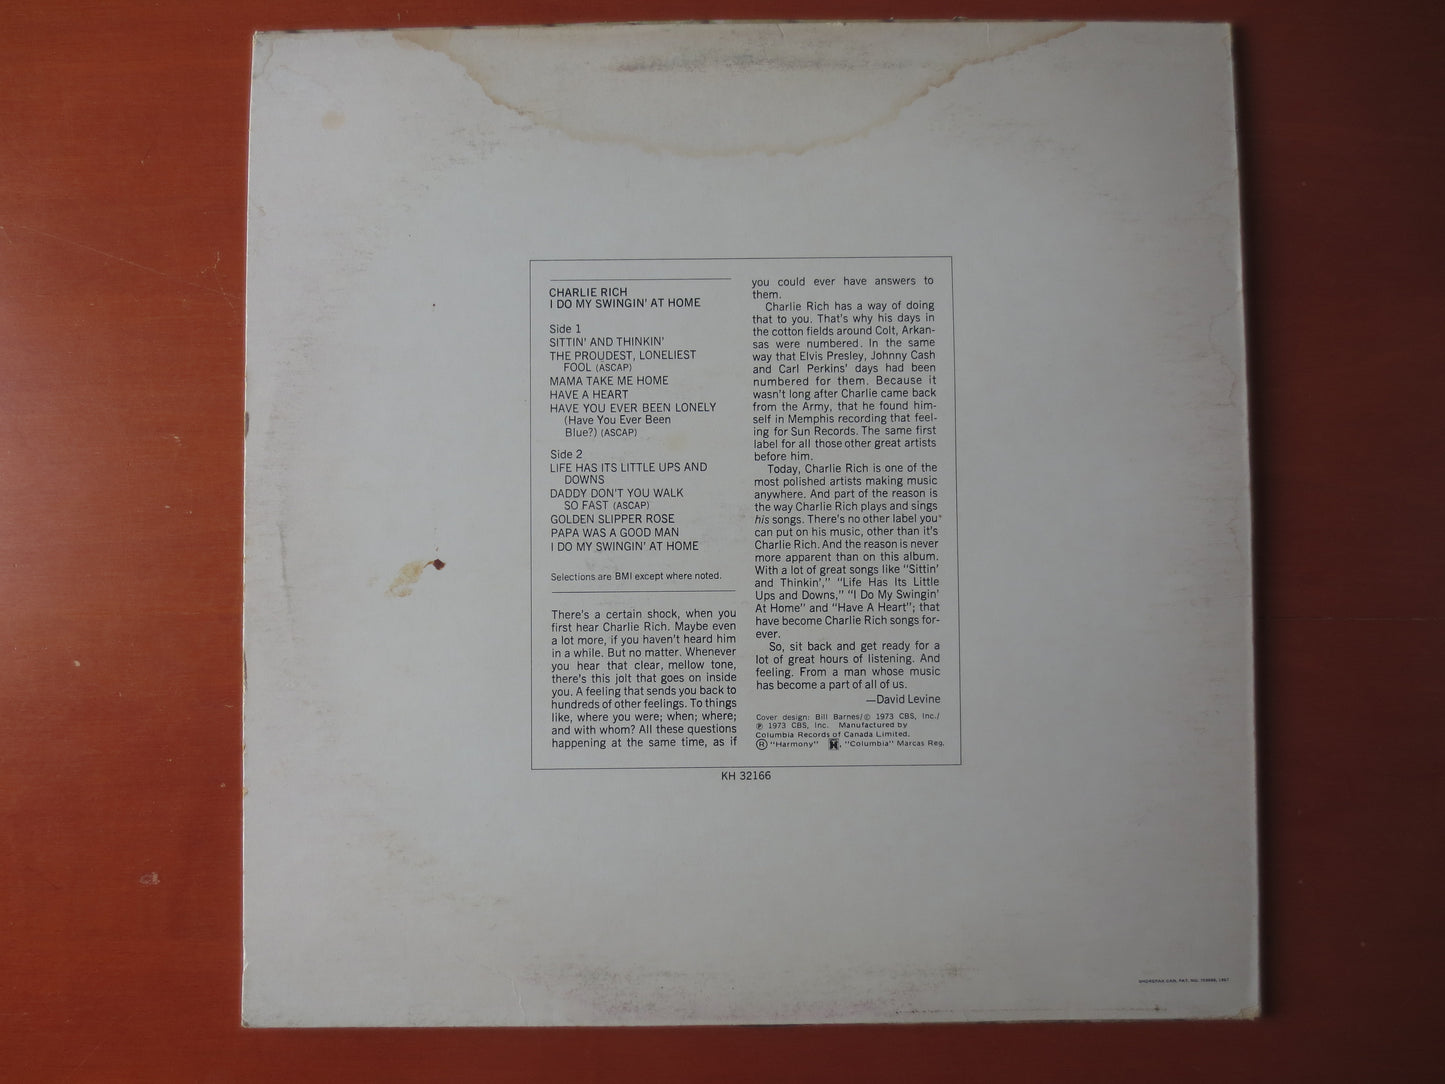 CHARLIE RICH
I DO MY SWINGIN' AT HOME
Side 1
SITTIN' AND THINKIN'
THE PROUDEST, LONELIEST
FOOL (ASCAP)
MAMA TAKE ME HOME
HAVE A HEART
HAVE YOU EVER BEEN LONELY
(Have You Ever Been
Blue?) (ASCAP)
Side 2
LIFE HAS ITS LITTLE UPS AND
DOWNS
DADDY DON'T YOU WALK
SO FAST (ASCAP)
GOLDEN SLIPPER ROSE
PAPA WAS A GOOD MAN
I DO MY SWINGIN' AT HOME
Selections are BMI except where noted.
There's a certain shock, when you
first hear Charlie Rich. Maybe even
a lot more, if you haven't heard him
in a while. But no matter. Whenever
you hear that clear, mellow tone,
there's this jolt that goes on inside
you. A feeling that sends you back to
hundreds of other feelings. To things
like, where you were; when; where;
and with whom? All these questions
happening at the same time, as if
you could ever have answers to
them.
Charlie Rich has a way of doing
that to you. That's why his days in
the cotton fields around Colt, Arkan-
sas were numbered. In the same
way that Elvis Presley, Johnny Cash
and Carl Perkins' days had been
numbered for them. Because it
wasn't long after Charlie came back
from the Army, that he found him-
self in Memphis recording that feel-
ing for Sun Records. The same first
label for all those other great artists
before him.
Today, Charlie Rich is one of the
most polished artists making music
anywhere. And part of the reason is
the way Charlie Rich plays and sings
his songs. There's no other label you
can put on his music, other than it's
Charlie Rich. And the reason is never
more apparent than on this album.
With a lot of great songs like "Sittin'
and Thinkin'," "Life Has Its Little
Ups and Downs," "I Do My Swingin'
At Home" and "Have A Heart"; that
have become Charlie Rich songs for-
ever.
So, sit back and get ready for a
lot of great hours of listening. And
feeling. From a man whose music
has become a part of all of us.
—David Levine
Cover design: Bill Barnes/© 1973 CBS, Inc./
℗ 1973 CBS, Inc. Manufactured by
Columbia Records of Canada Limited.
® "Harmony" H, "Columbia" Marcas Reg.
KH 32166
CAN. PAT. NO. 1967